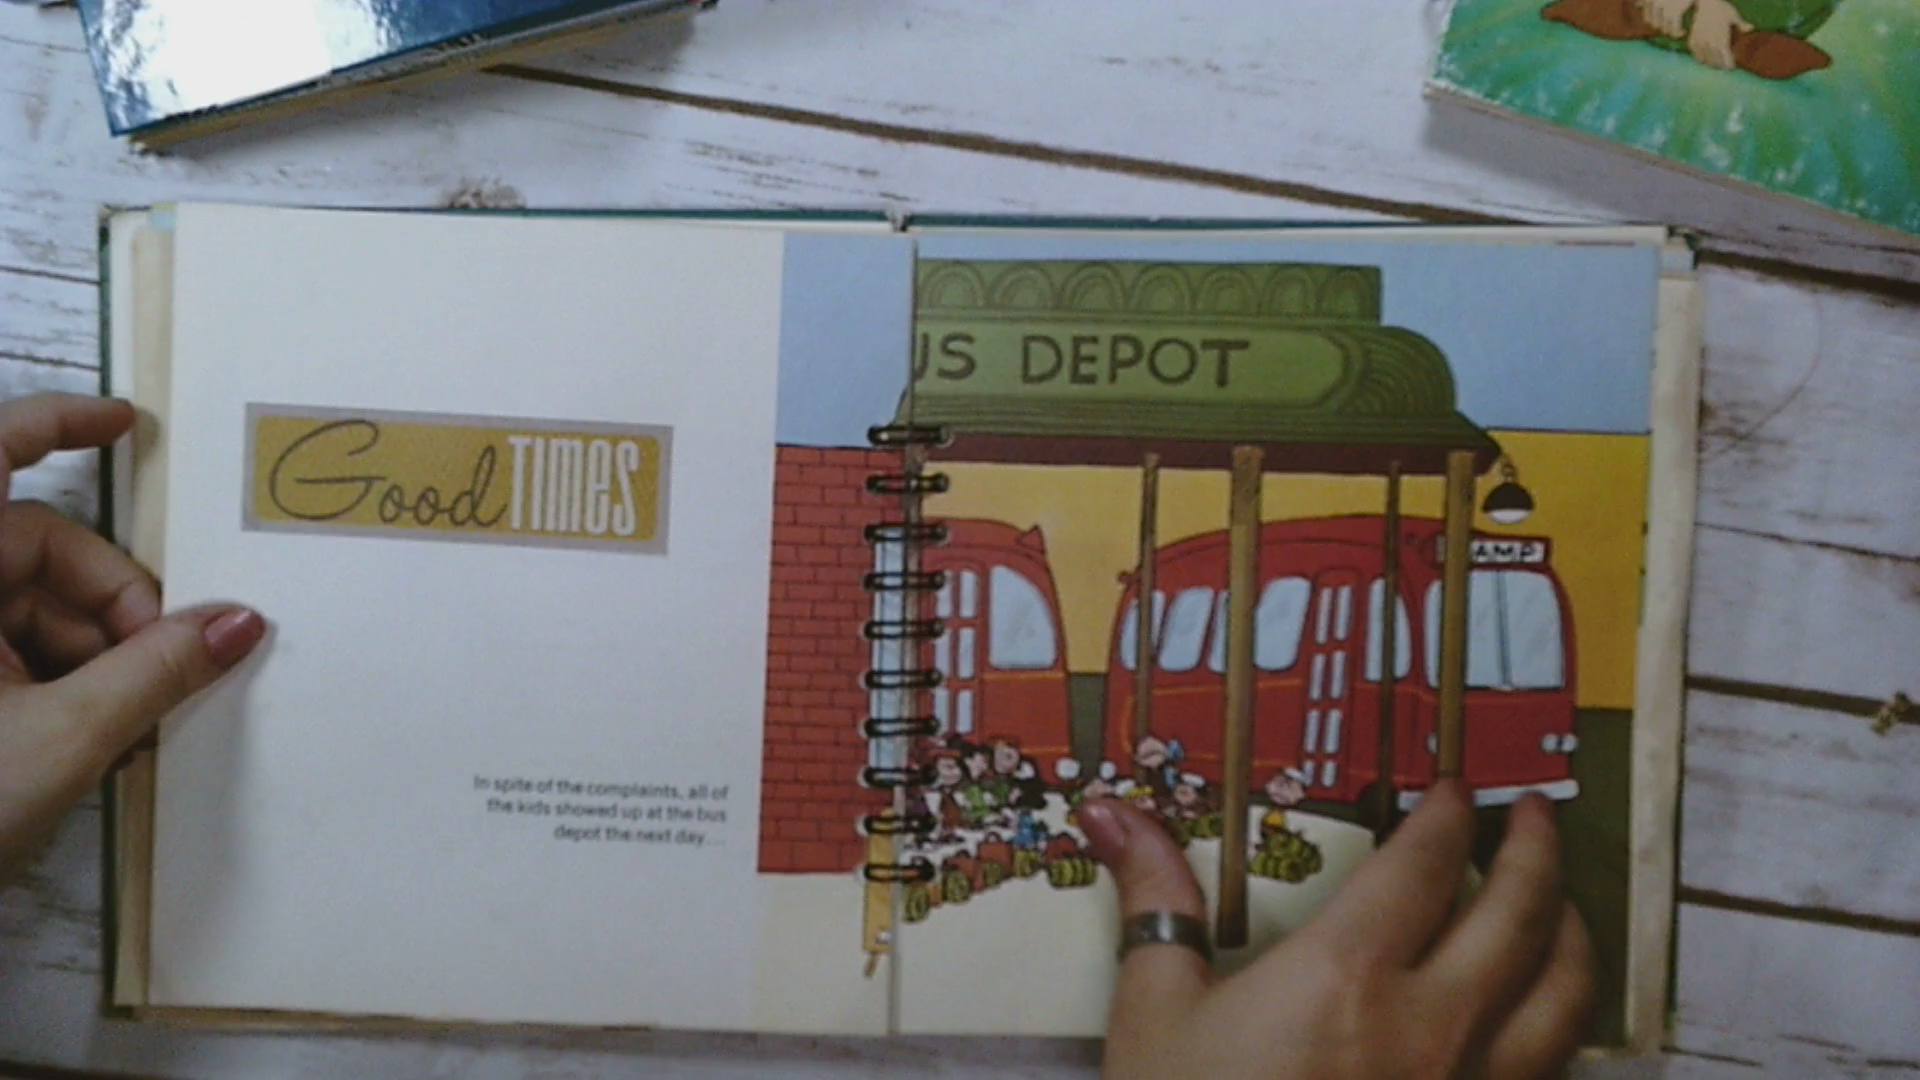 Good TIMES
In spite of the complaints, all of
the kids showed up at the bus
depot the next day...
US DEPOT
AMP